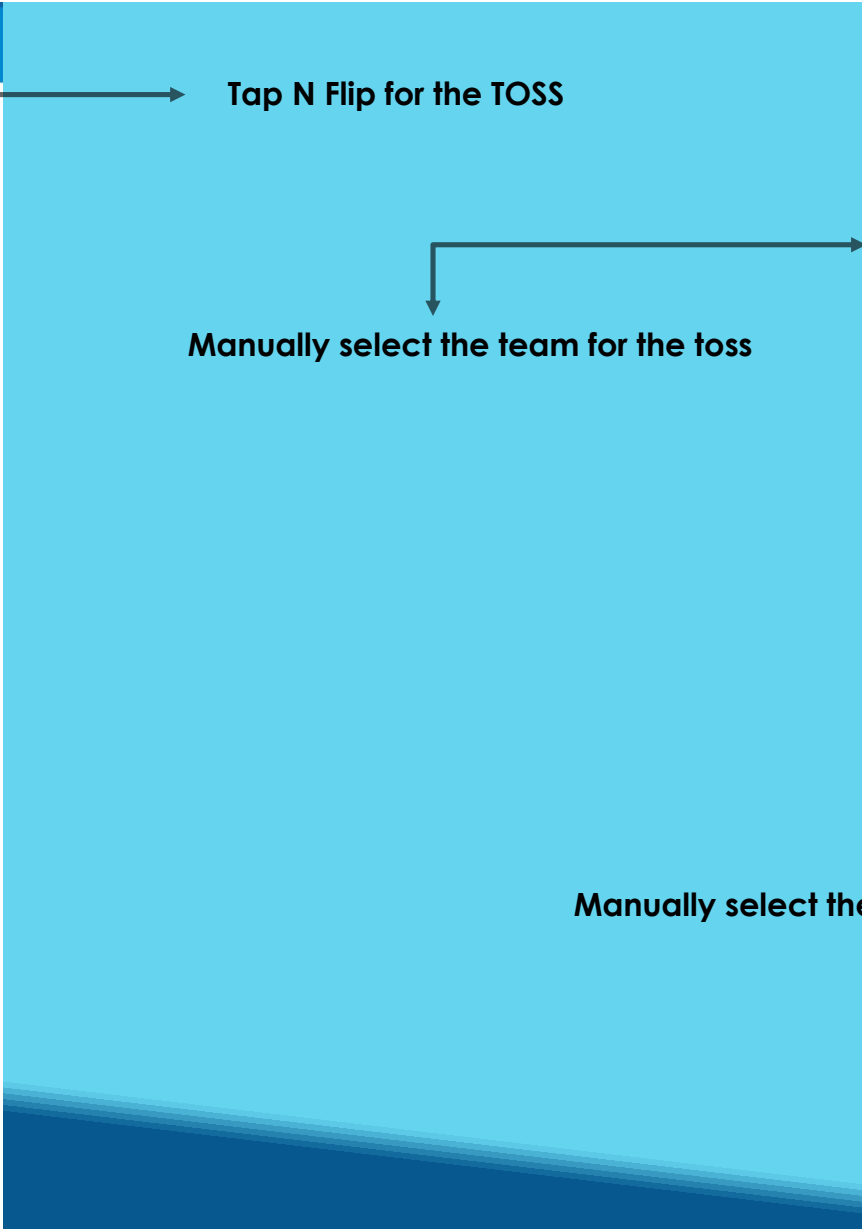 Tap N Flip for the TOSS
Manually select the team for the toss
Manually select the